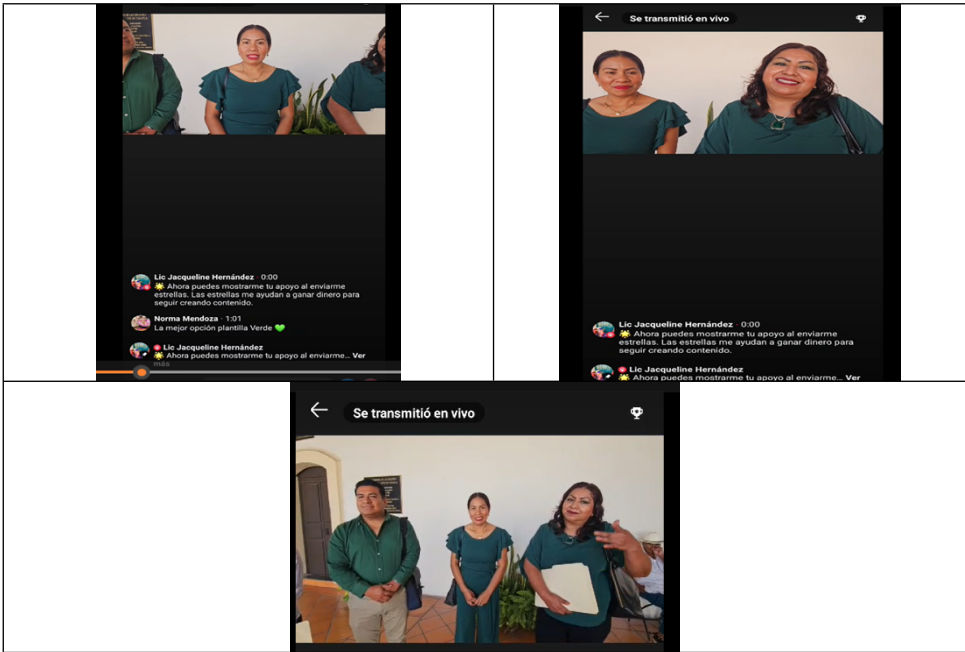 Lic Jacqueline Hernández · 0:00
🌟 Ahora puedes mostrarme tu apoyo al enviarme
estrellas. Las estrellas me ayudan a ganar dinero para
seguir creando contenido.
Norma Mendoza · 1:01
La mejor opción plantilla Verde 💚
Lic Jacqueline Hernández
🌟 Ahora puedes mostrarme tu apoyo al enviarme... Ver
más
Se transmitió en vivo
Lic Jacqueline Hernández · 0:00
🌟 Ahora puedes mostrarme tu apoyo al enviarme
estrellas. Las estrellas me ayudan a ganar dinero para
seguir creando contenido.
Lic Jacqueline Hernández
🌟 Ahora puedes mostrarme tu apoyo al enviarme... Ver
Se transmitió en vivo